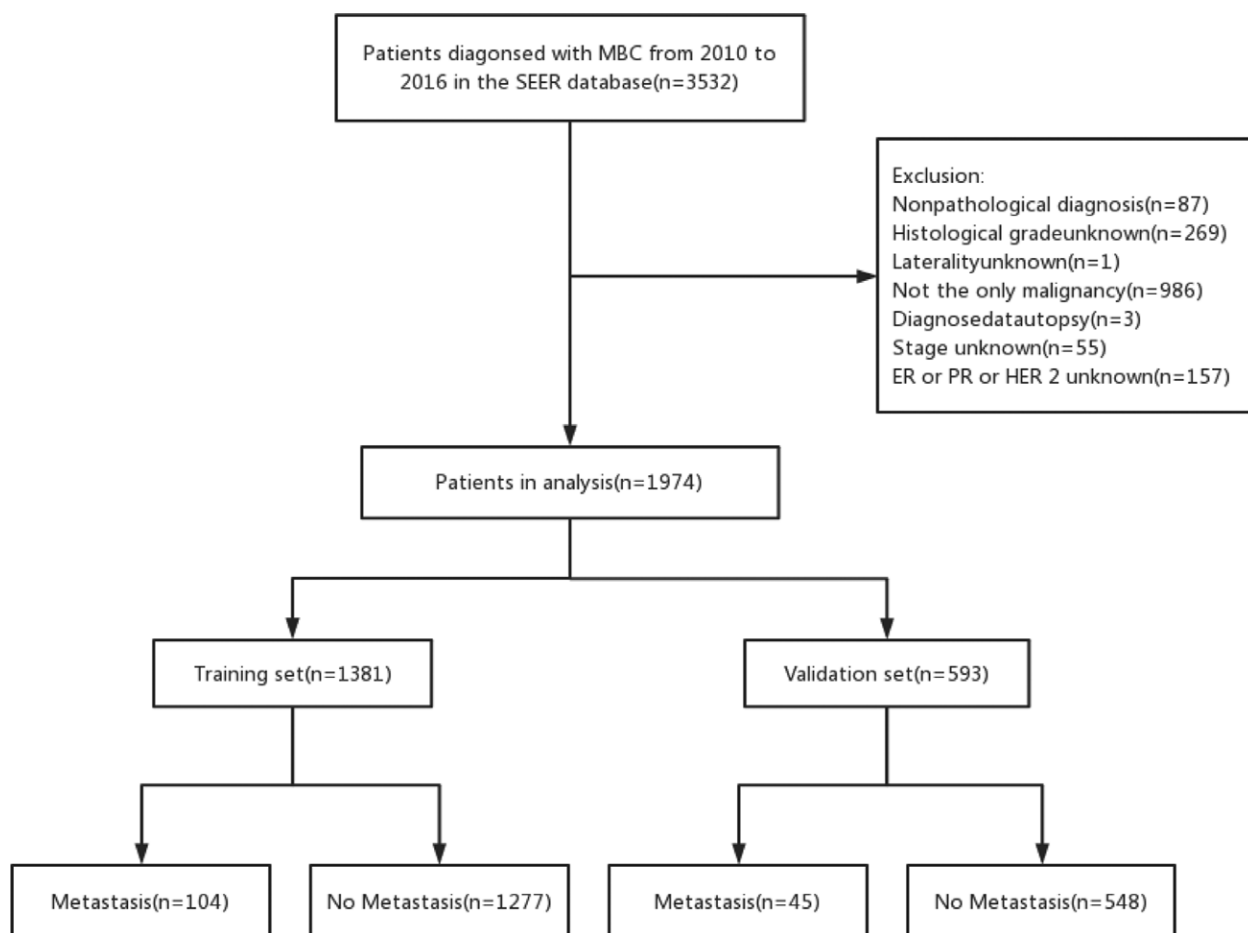 Patients diagonsed with MBC from 2010 to
2016 in the SEER database(n=3532)
Exclusion:
Nonpathological diagnosis(n=87)
Histological gradeunknown(n=269)
Lateralityunknown(n=1)
Not the only malignancy(n=986)
Diagnosedatautopsy(n=3)
Stage unknown(n=55)
ER or PR or HER 2 unknown(n=157)
Patients in analysis(n=1974)
Training set(n=1381)
Validation set(n=593)
Metastasis(n=104)
No Metastasis(n=1277)
Metastasis(n=45)
No Metastasis(n=548)